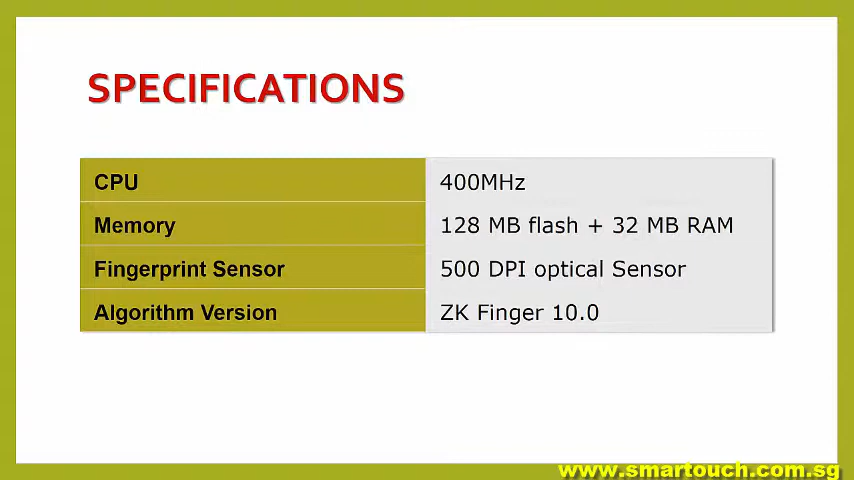 SPECIFICATIONS
CPU 400MHz
Memory 128 MB flash + 32 MB RAM
Fingerprint Sensor 500 DPI optical Sensor
Algorithm Version ZK Finger 10.0
www.smartouch.com.sg